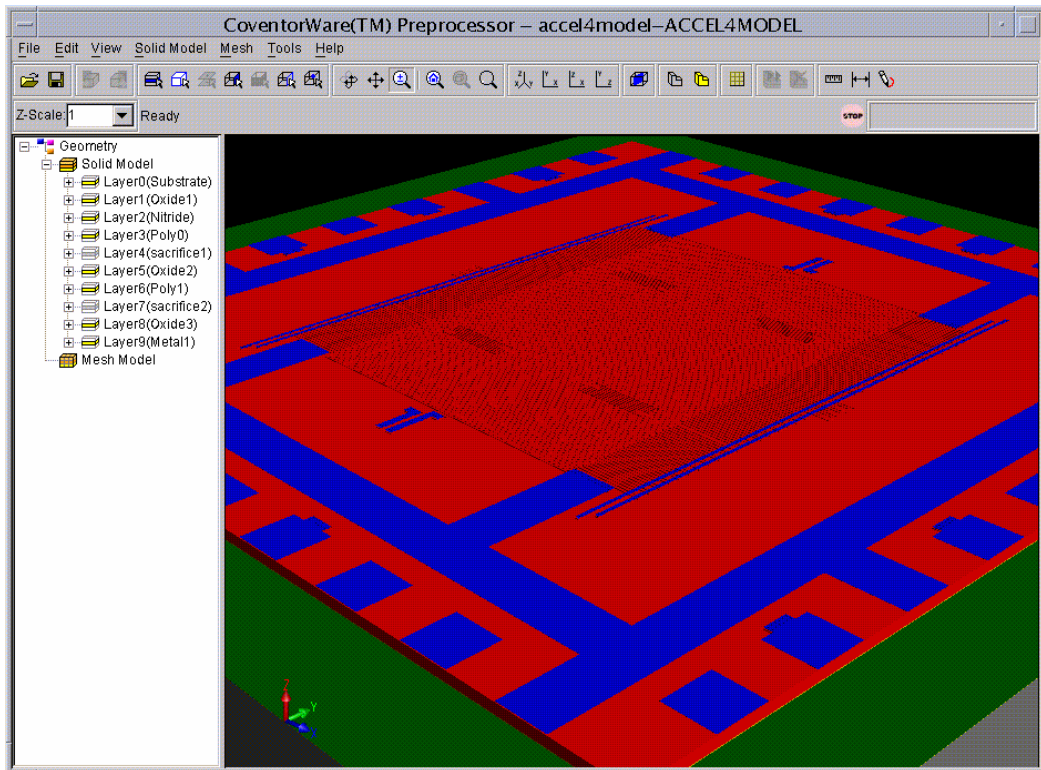 CoventorWare(TM) Preprocessor – accel4model–ACCEL4MODEL
File Edit View Solid Model Mesh Tools Help
Z-Scale: 1 Ready STOP
Geometry
Solid Model
Layer0(Substrate)
Layer1(Oxide1)
Layer2(Nitride)
Layer3(Poly0)
Layer4(sacrifice1)
Layer5(Oxide2)
Layer6(Poly1)
Layer7(sacrifice2)
Layer8(Oxide3)
Layer9(Metal1)
Mesh Model
Z
Y
X